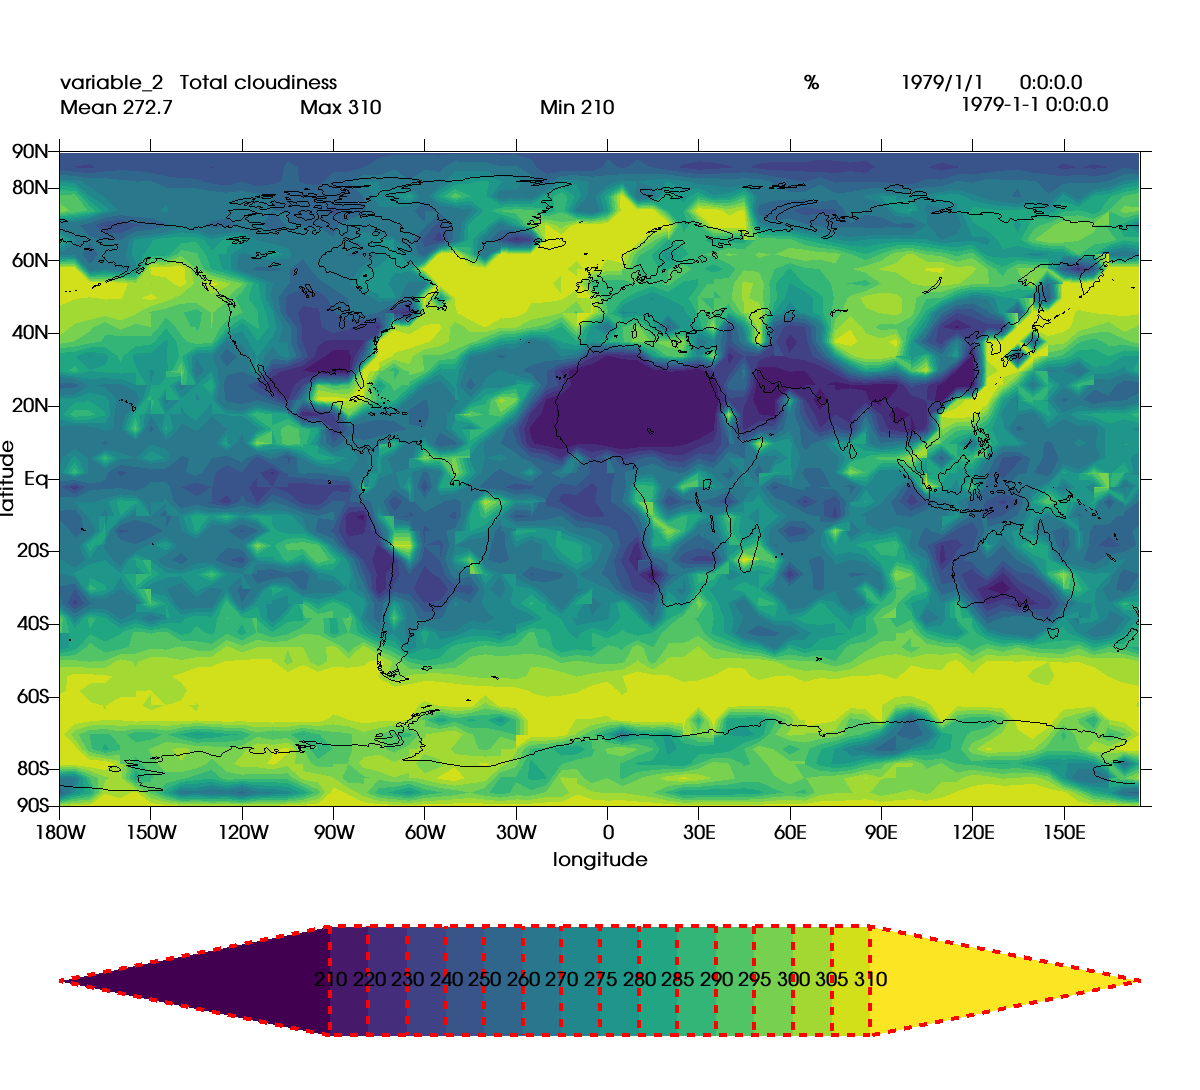 variable_2 Total cloudiness % 1979/1/1 0:0:0.0
Mean 272.7 Max 310 Min 210 1979-1-1 0:0:0.0
90N
80N
60N
40N
20N
Eq
20S
40S
60S
80S
90S
latitude
180W 150W 120W 90W 60W 30W 0 30E 60E 90E 120E 150E
longitude
210 220 230 240 250 260 270 275 280 285 290 295 300 305 310